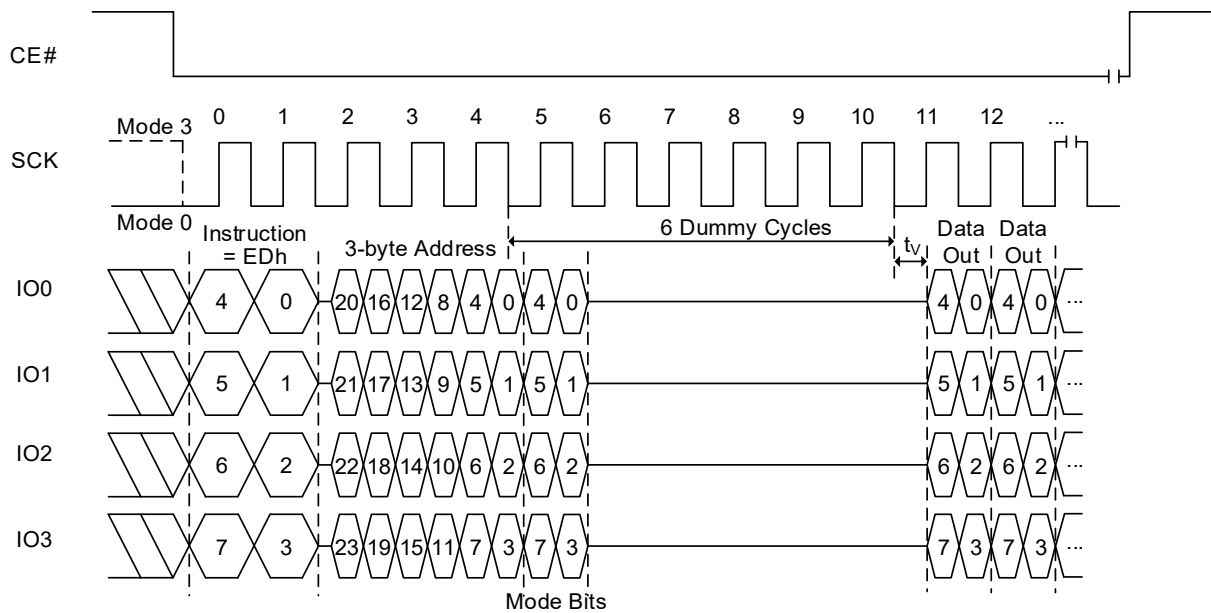 CE#
0 1 2 3 4 5 6 7 8 9 10 11 12 ...
Mode 3
SCK
Mode 0
Instruction
= EDh
3-byte Address
6 Dummy Cycles
tV
Data
Out
Data
Out
IO0 4 0 20 16 12 8 4 0 4 0 4 0 4 0 ...
IO1 5 1 21 17 13 9 5 1 5 1 5 1 5 1 ...
IO2 6 2 22 18 14 10 6 2 6 2 6 2 6 2 ...
IO3 7 3 23 19 15 11 7 3 7 3 7 3 7 3 ...
Mode Bits